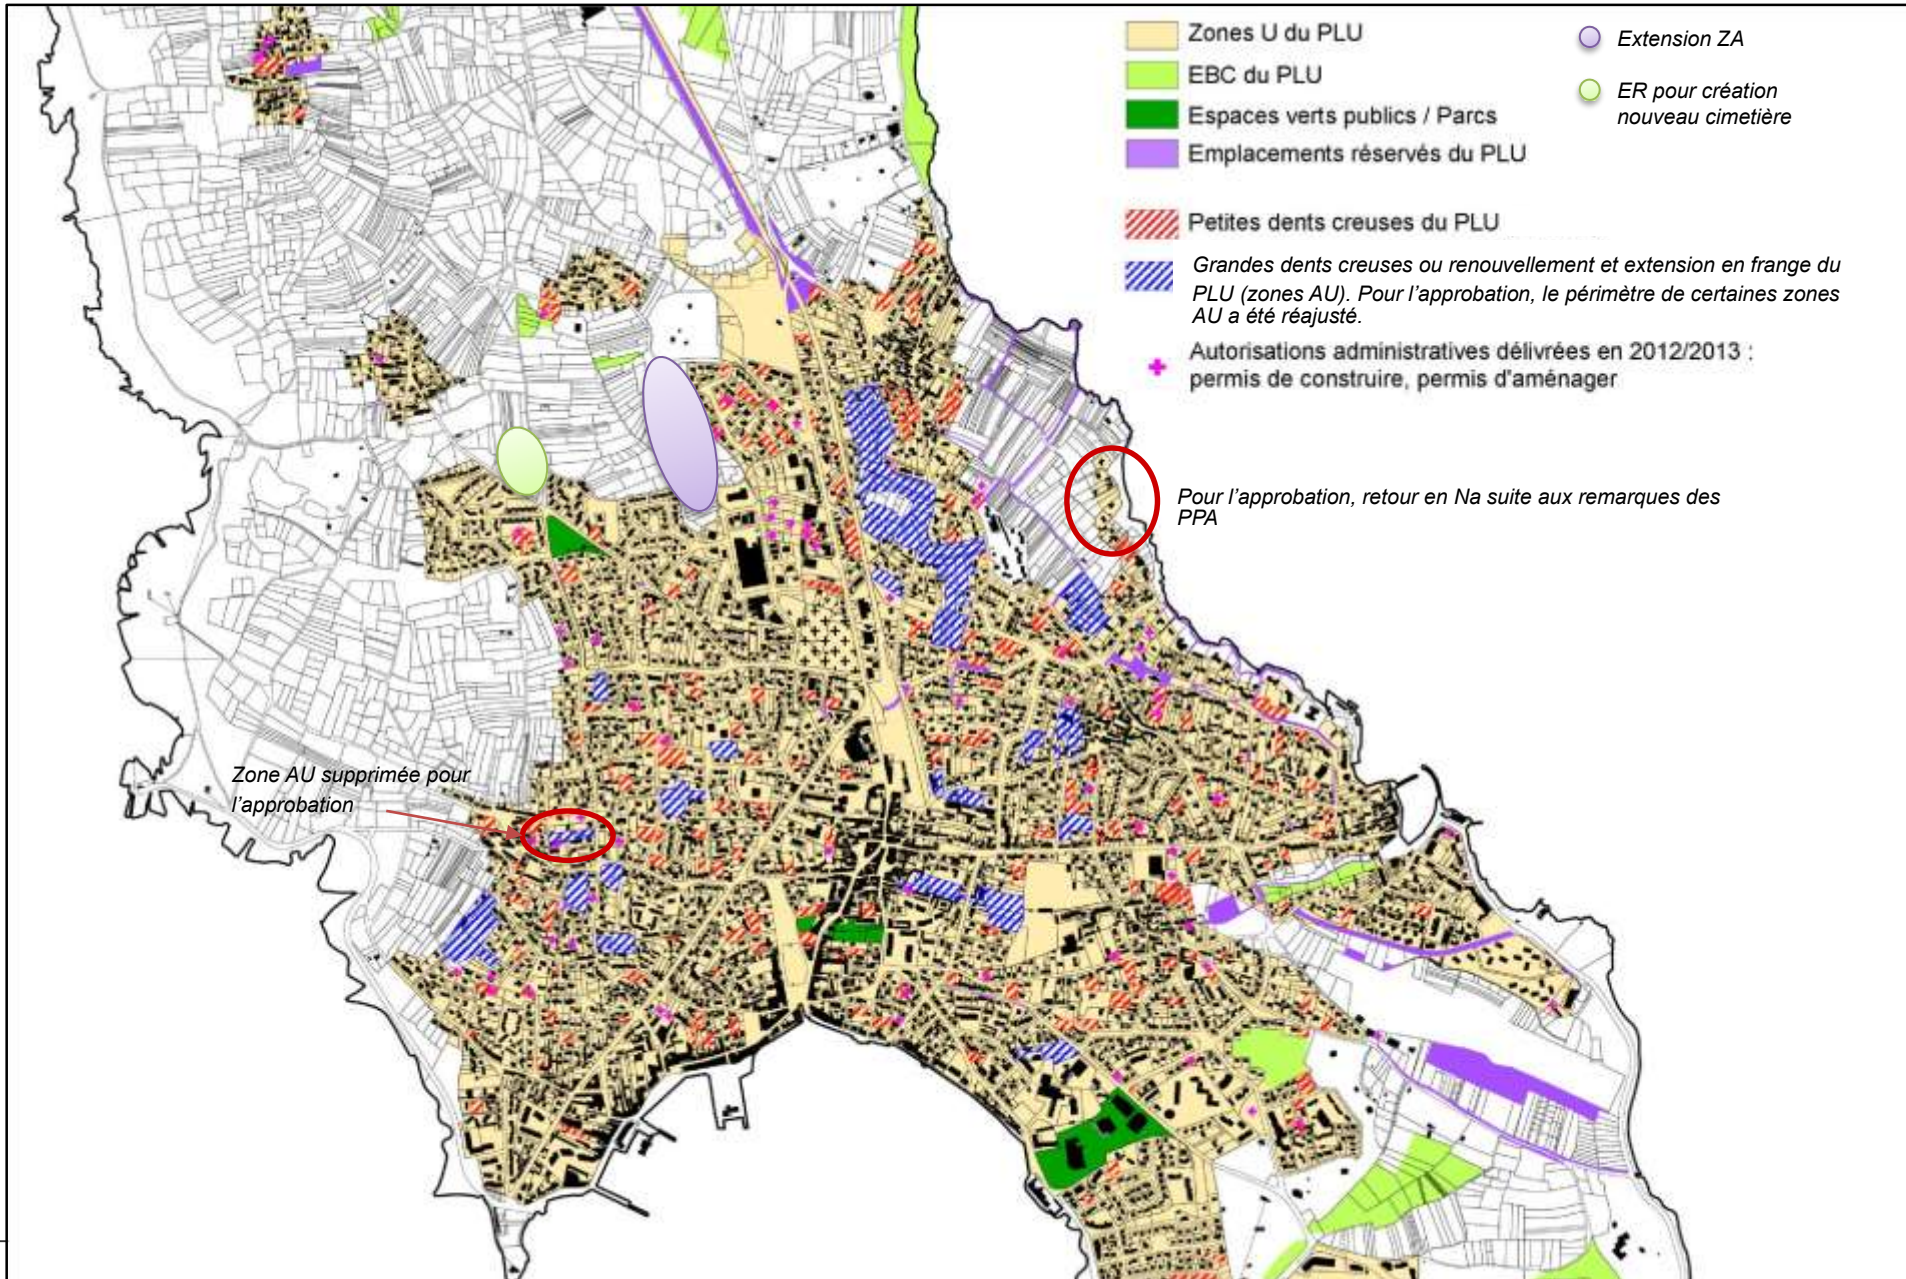 Zones U du PLU
EBC du PLU
Espaces verts publics / Parcs
Emplacements réservés du PLU
Petites dents creuses du PLU
Grandes dents creuses ou renouvellement et extension en frange du
PLU (zones AU). Pour l'approbation, le périmètre de certaines zones
AU a été réajusté.
Autorisations administratives délivrées en 2012/2013 :
permis de construire, permis d'aménager
Extension ZA
ER pour création
nouveau cimetière
Pour l'approbation, retour en Na suite aux remarques des
PPA
Zone AU supprimée pour
l'approbation